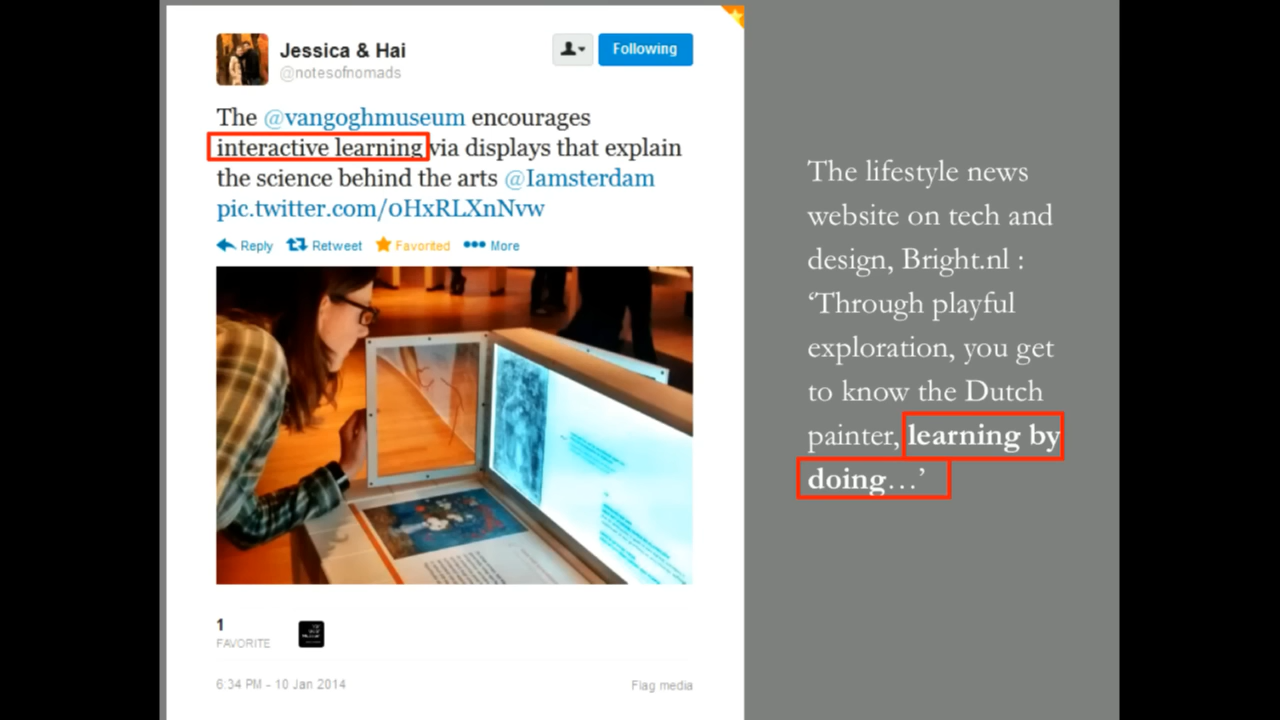 Jessica & Hai
@notesofnomads
Following
The @vangoghmuseum encourages
interactive learning via displays that explain
the science behind the arts @Iamsterdam
pic.twitter.com/0HxRLXnNvw
Reply Retweet Favorited More
1
FAVORITE
6:34 PM - 10 Jan 2014
Flag media
The lifestyle news
website on tech and
design, Bright.nl :
‘Through playful
exploration, you get
to know the Dutch
painter, learning by
doing…’